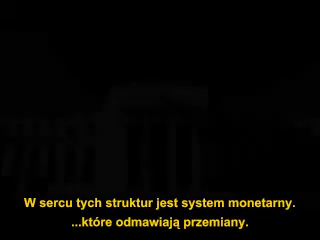 W sercu tych struktur jest system monetarny.
...które odmawiają przemiany.